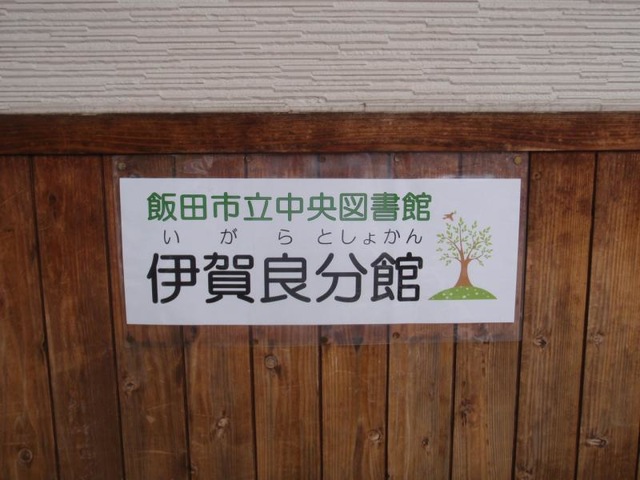 飯田市立中央図書館
いがら としょかん
伊賀良分館